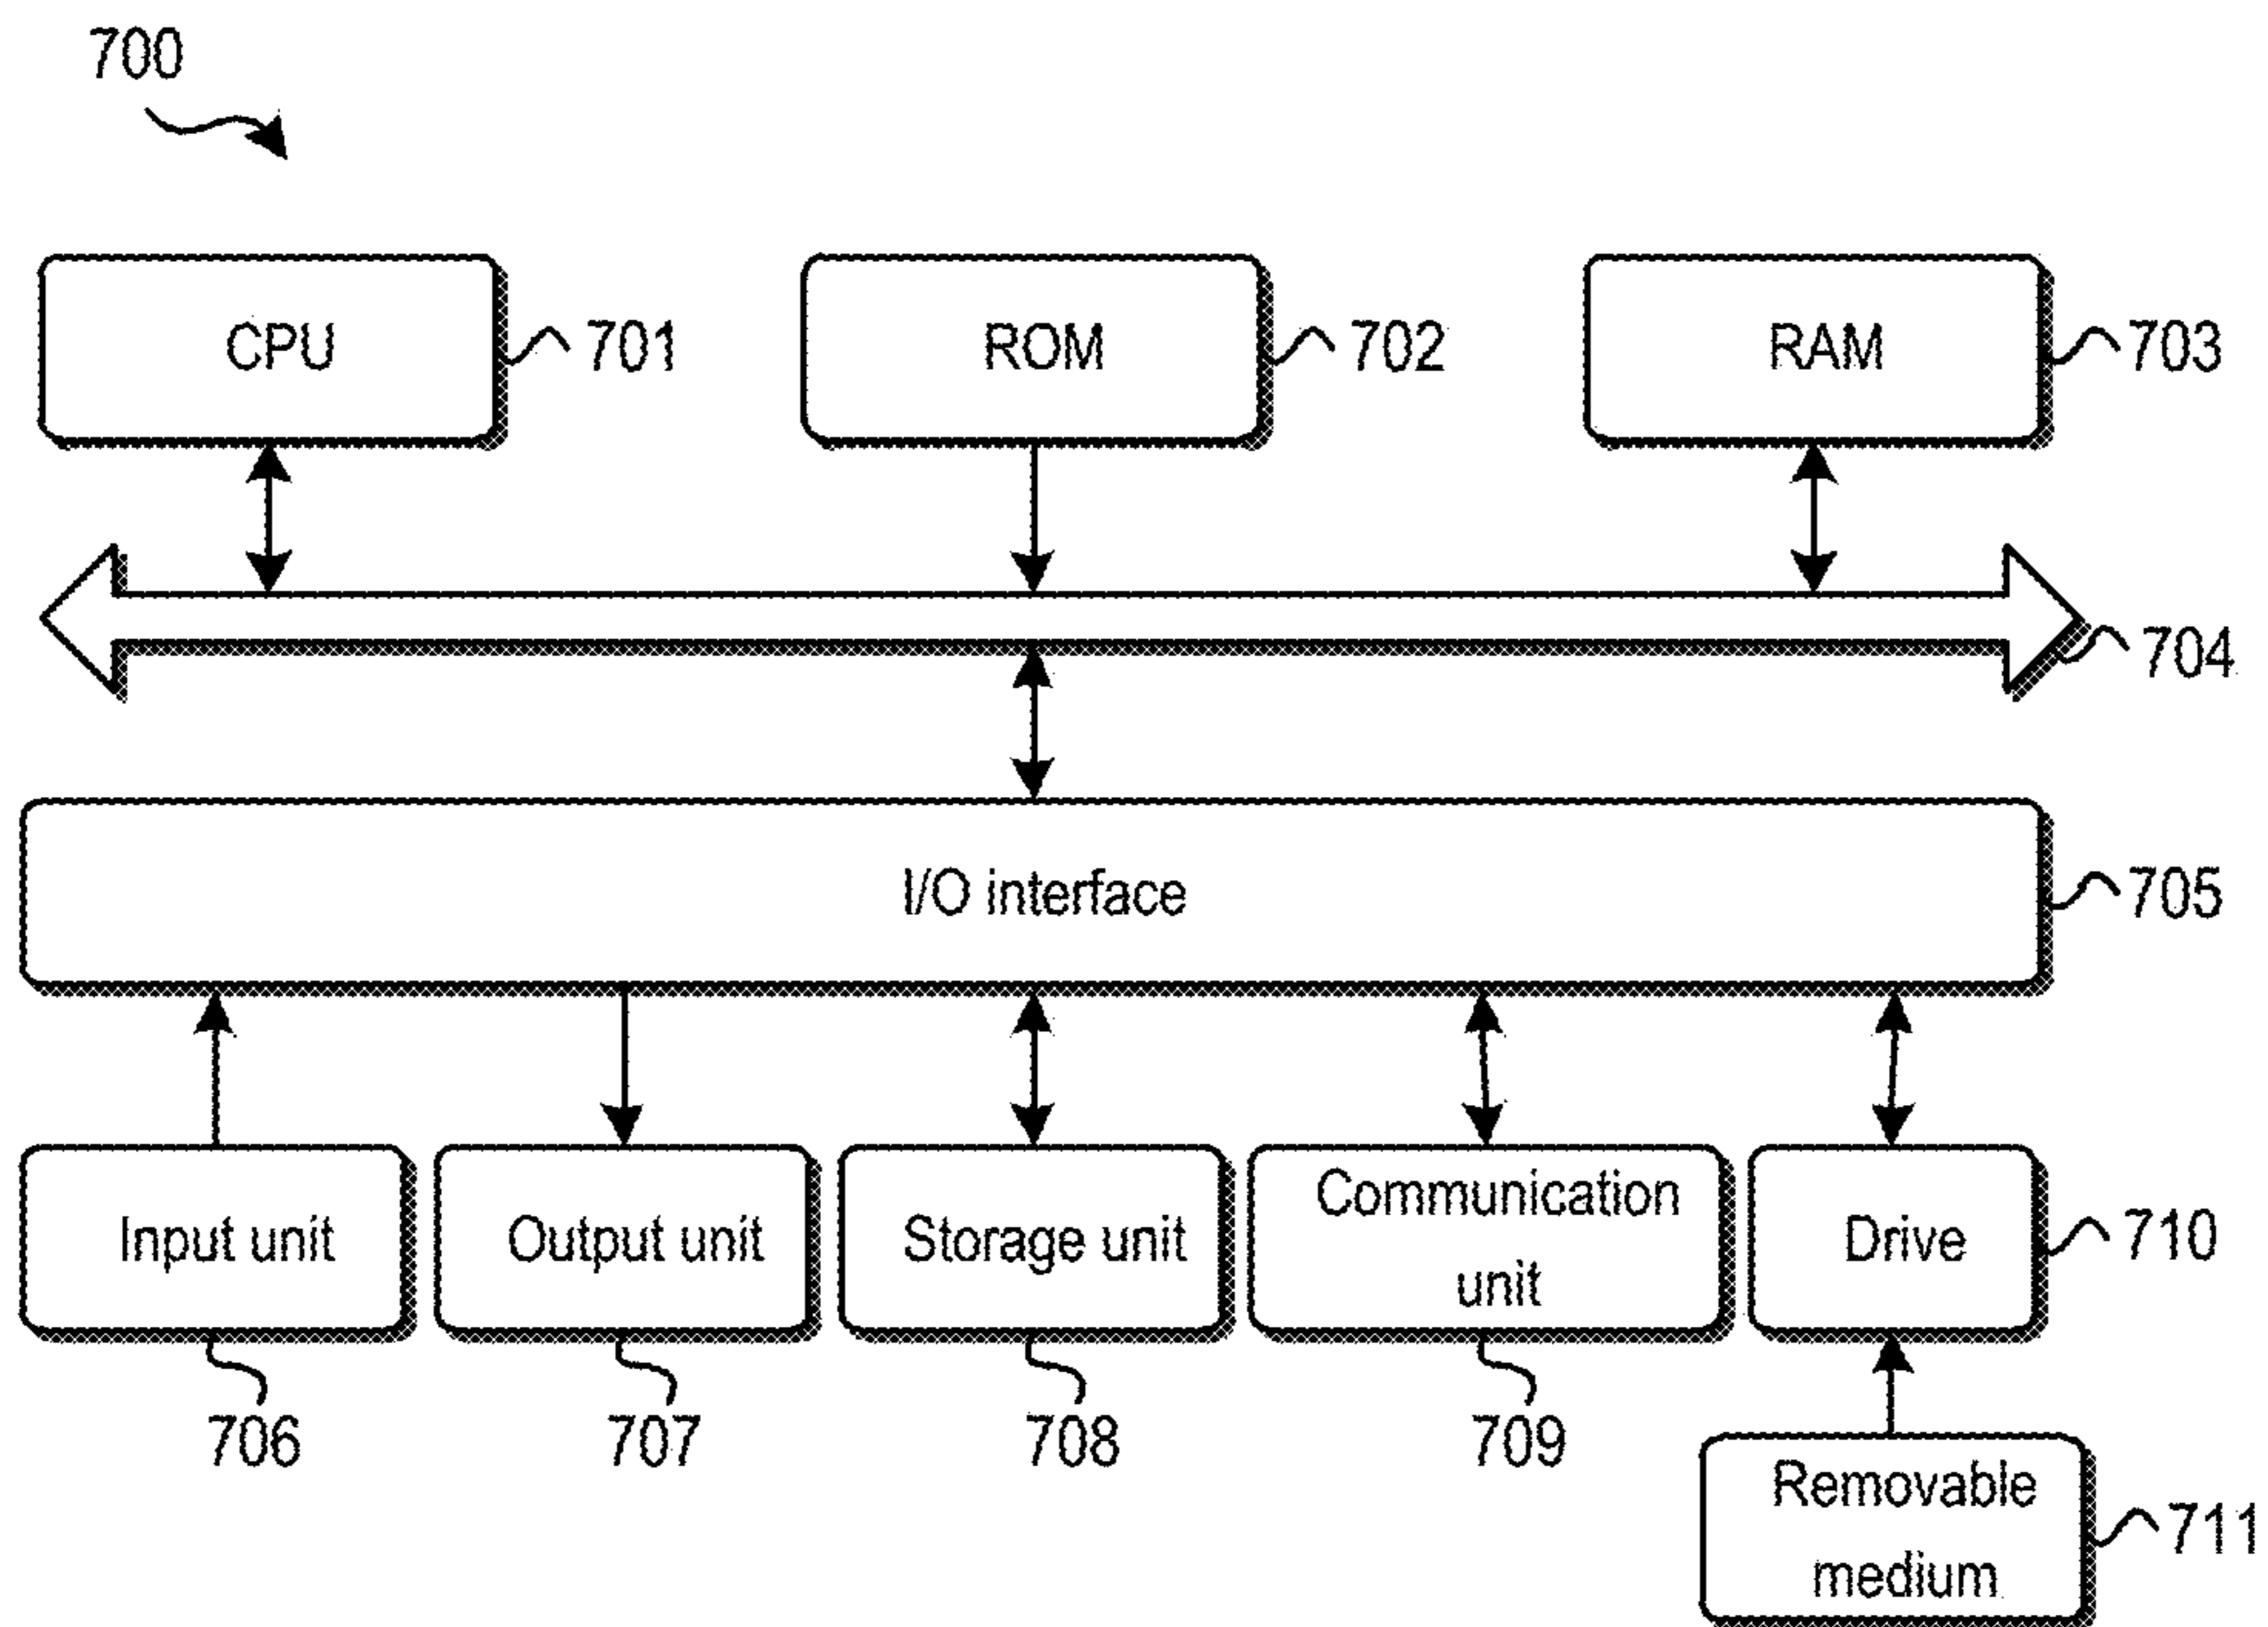 700
CPU
701
ROM
702
RAM
703
704
I/O interface
705
Input unit
Output unit
Storage unit
Communication
unit
Drive
710
706
707
708
709
Removable
medium
711